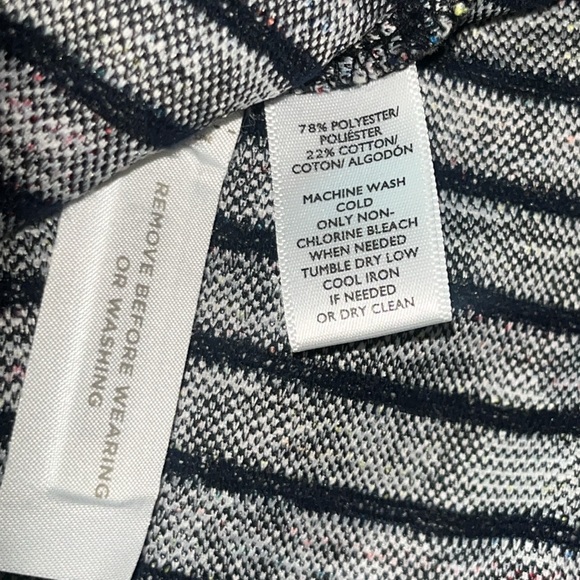 78% POLYESTER/
POLIÉSTER
22% COTTON/
COTON/ ALGODÓN
MACHINE WASH
COLD
ONLY NON-
CHLORINE BLEACH
WHEN NEEDED
TUMBLE DRY LOW
COOL IRON
IF NEEDED
OR DRY CLEAN
REMOVE BEFORE WEARING
OR WASHING